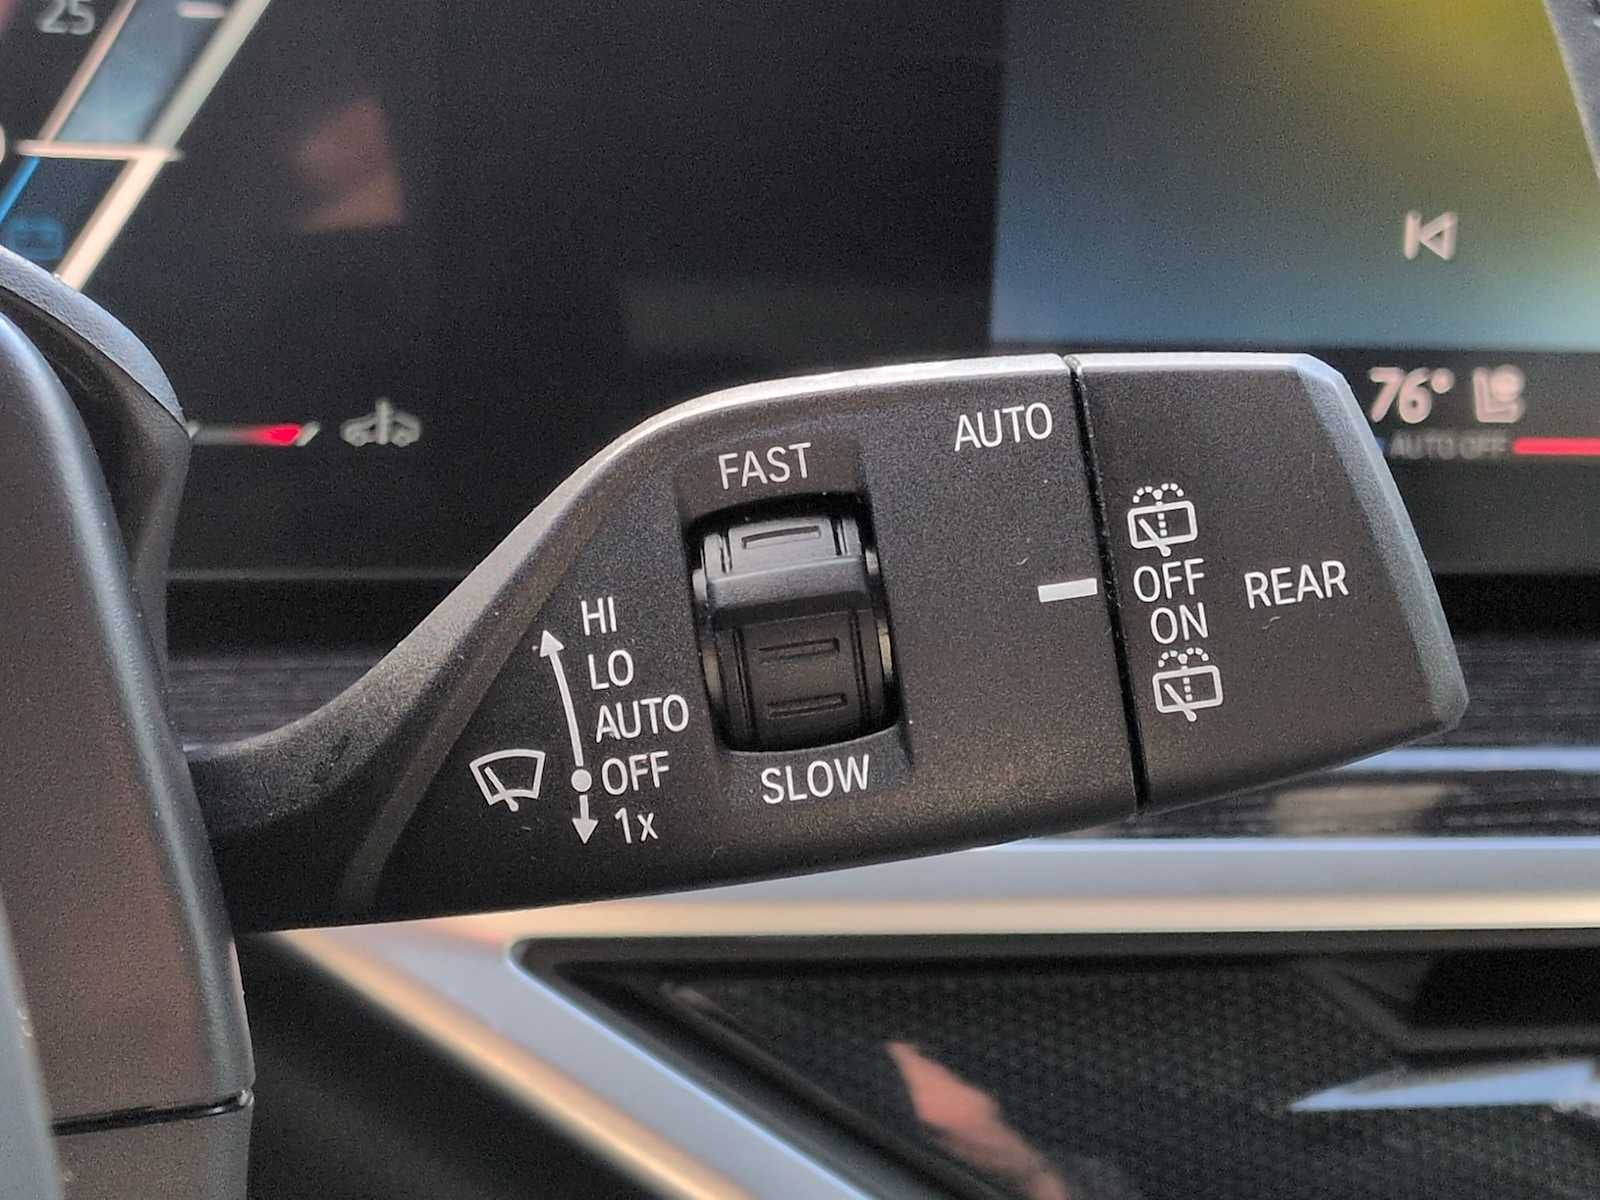 25
76°
AUTO OFF
AUTO
FAST
OFF
ON
REAR
HI
LO
AUTO
OFF
1x
SLOW